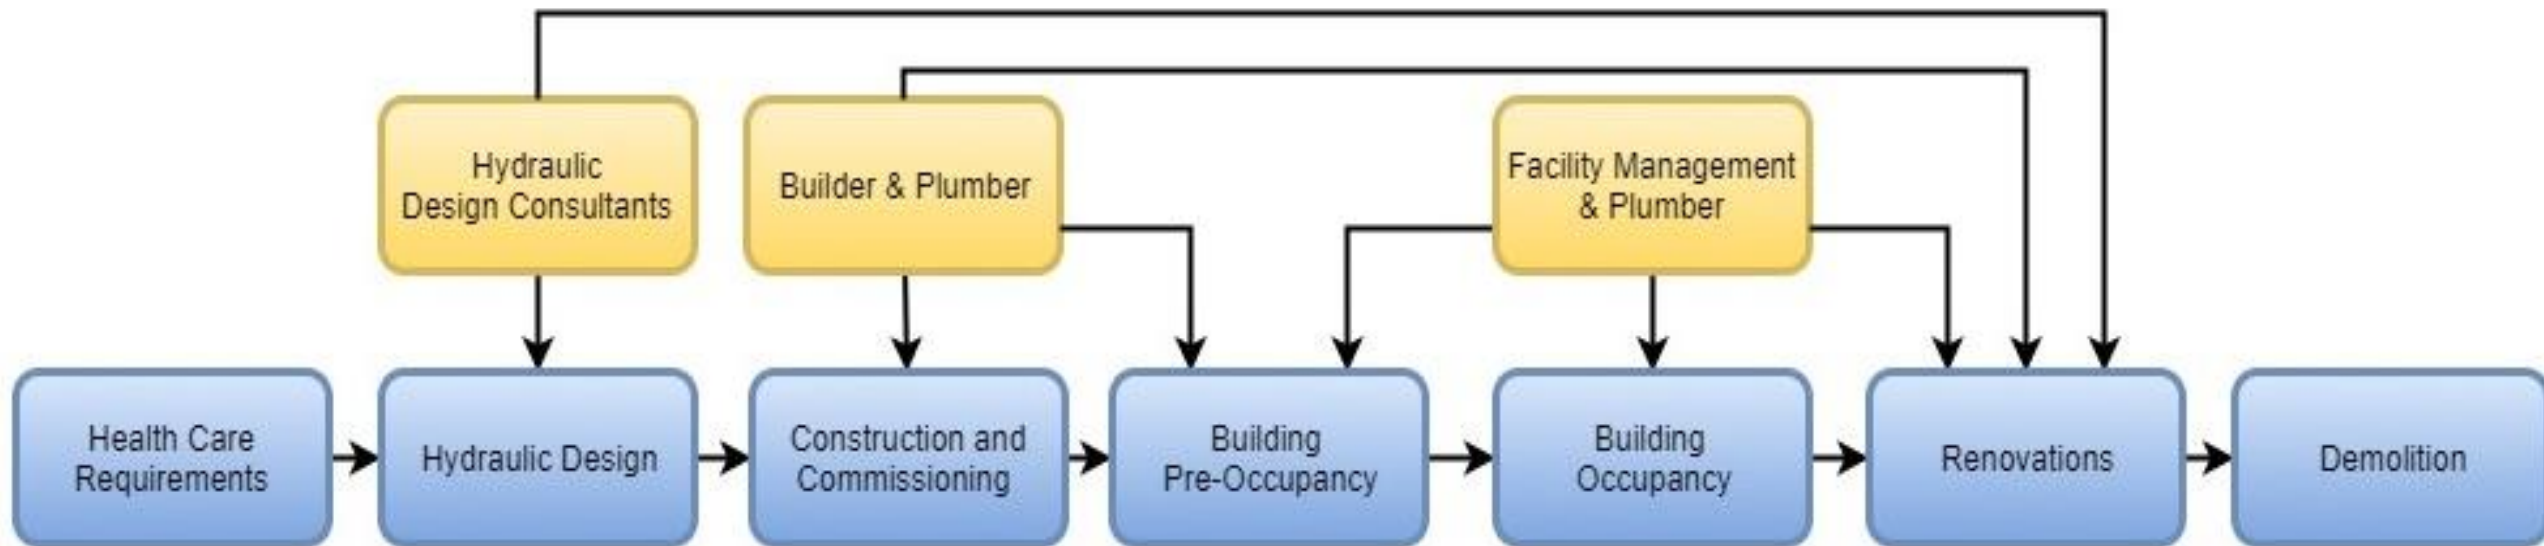 Hydraulic
Design Consultants
Builder & Plumber
Facility Management
& Plumber
Health Care
Requirements
Hydraulic Design
Construction and
Commissioning
Building
Pre-Occupancy
Building
Occupancy
Renovations
Demolition